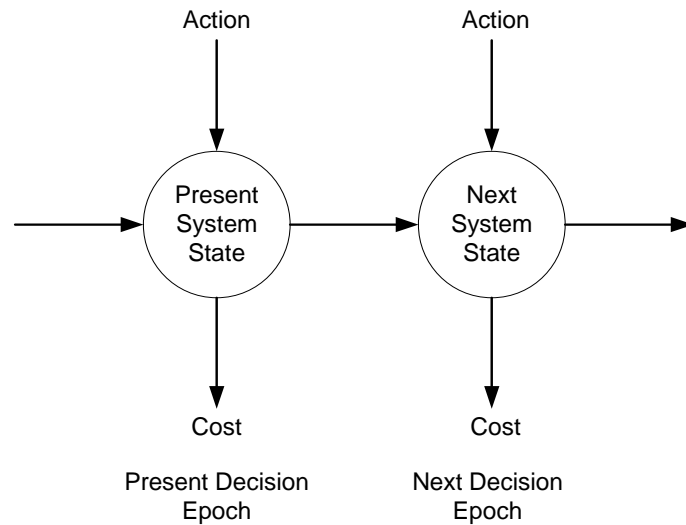 Action
Action
Present
System
State
Next
System
State
Cost
Cost
Present Decision
Epoch
Next Decision
Epoch